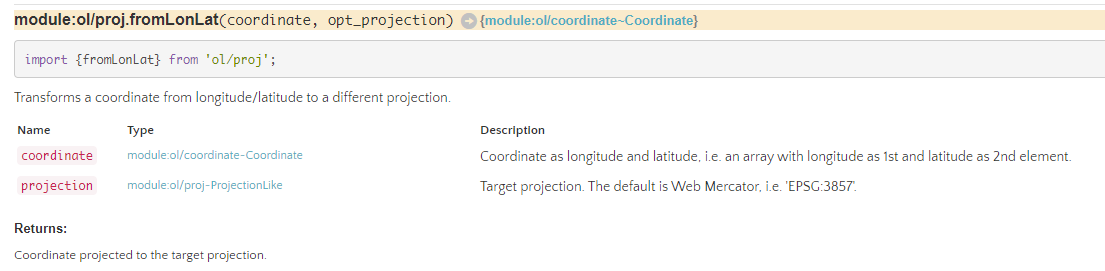 module:ol/proj.fromLonLat(coordinate, opt_projection) {module:ol/coordinate~Coordinate}
import {fromLonLat} from 'ol/proj';
Transforms a coordinate from longitude/latitude to a different projection.
Name Type Description
coordinate module:ol/coordinate~Coordinate Coordinate as longitude and latitude, i.e. an array with longitude as 1st and latitude as 2nd element.
projection module:ol/proj~ProjectionLike Target projection. The default is Web Mercator, i.e. 'EPSG:3857'.
Returns:
Coordinate projected to the target projection.